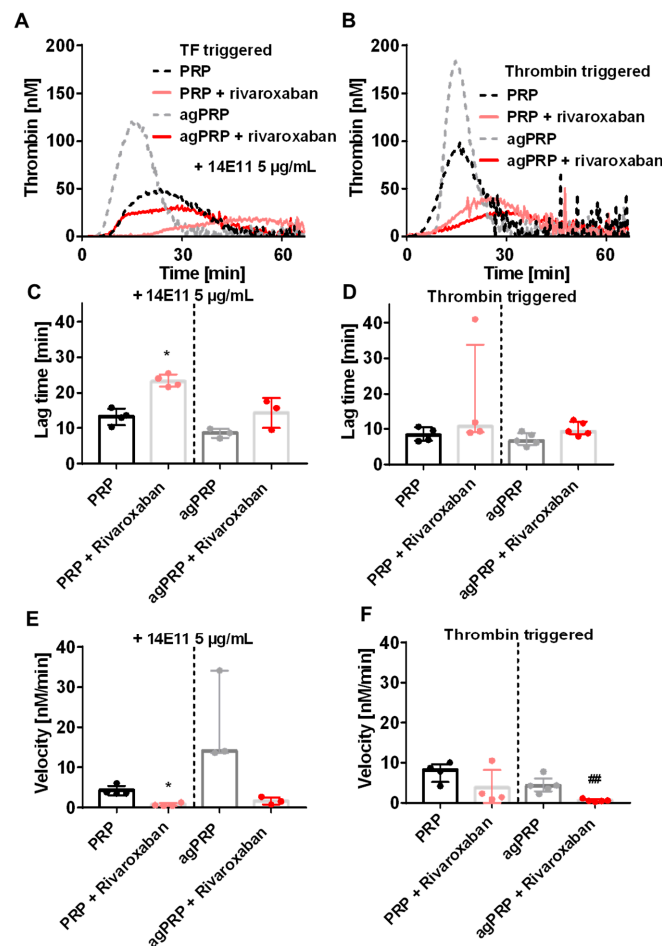 A
TF triggered
PRP
PRP + rivaroxaban
agPRP
agPRP + rivaroxaban
+ 14E11 5 μg/mL
Thrombin [nM]
200
150
100
50
0
0
30
60
Time [min]
B
Thrombin triggered
PRP
PRP + rivaroxaban
agPRP
agPRP + rivaroxaban
Thrombin [nM]
200
150
100
50
0
0
30
60
Time [min]
C
+ 14E11 5 μg/mL
Lag time [min]
40
30
20
10
0
*
PRP
PRP + Rivaroxaban
agPRP
agPRP + Rivaroxaban
D
Thrombin triggered
Lag time [min]
40
30
20
10
0
PRP
PRP + Rivaroxaban
agPRP
agPRP + Rivaroxaban
E
+ 14E11 5 μg/mL
Velocity [nM/min]
40
30
20
10
0
*
PRP
PRP + Rivaroxaban
agPRP
agPRP + Rivaroxaban
F
Thrombin triggered
Velocity [nM/min]
40
30
20
10
0
##
PRP
PRP + Rivaroxaban
agPRP
agPRP + Rivaroxaban